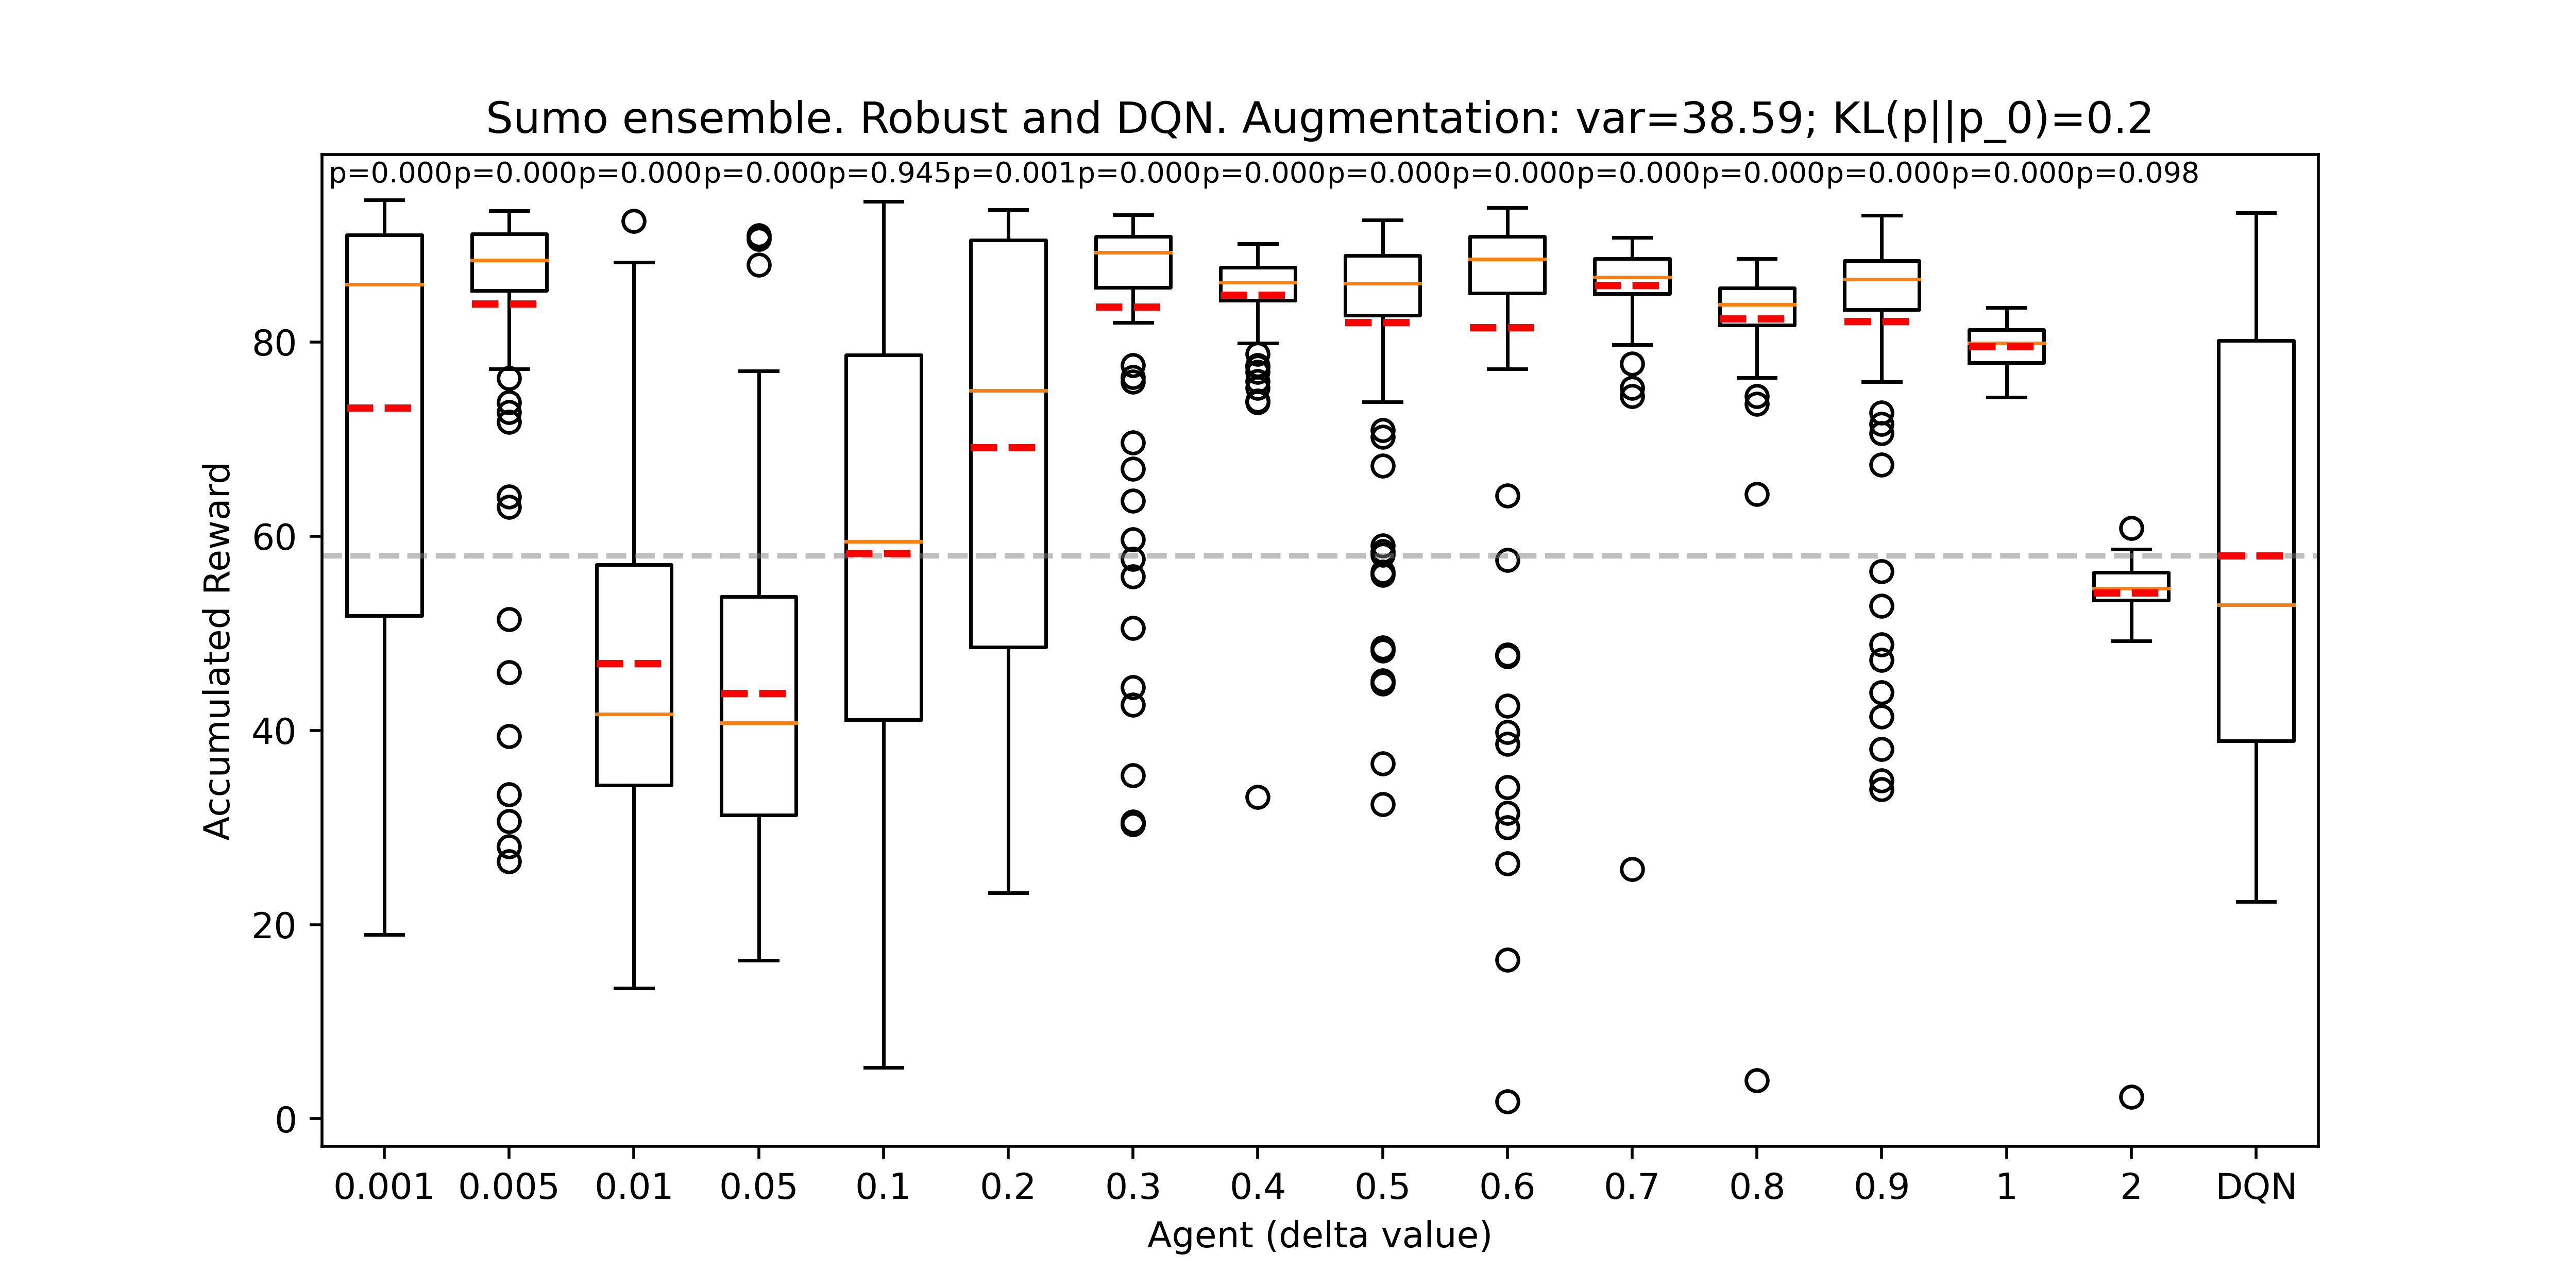 Sumo ensemble. Robust and DQN. Augmentation: var=38.59; KL(p||p_0)=0.2
p=0.000p=0.000p=0.000p=0.000p=0.945p=0.001p=0.000p=0.000p=0.000p=0.000p=0.000p=0.000p=0.000p=0.000p=0.098
Accumulated Reward
80
60
40
20
0
0.001 0.005 0.01 0.05 0.1 0.2 0.3 0.4 0.5 0.6 0.7 0.8 0.9 1 2 DQN
Agent (delta value)